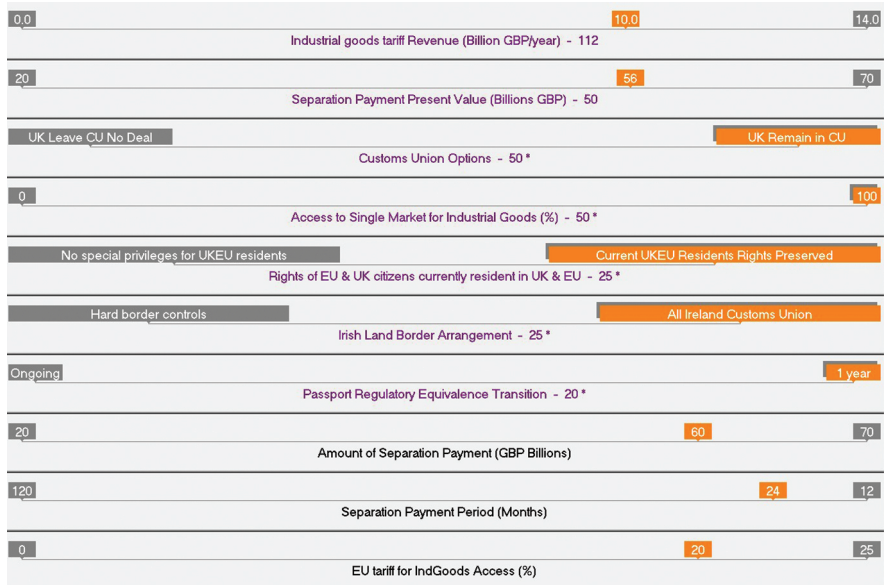 0.0 10.0 14.0
Industrial goods tariff Revenue (Billion GBP/year) - 112
20 56 70
Separation Payment Present Value (Billions GBP) - 50
UK Leave CU No Deal UK Remain in CU
Customs Union Options - 50 *
0 100
Access to Single Market for Industrial Goods (%) - 50 *
No special privileges for UKEU residents Current UKEU Residents Rights Preserved
Rights of EU & UK citizens currently resident in UK & EU - 25 *
Hard border controls All Ireland Customs Union
Irish Land Border Arrangement - 25 *
Ongoing 1 year
Passport Regulatory Equivalence Transition - 20 *
20 60 70
Amount of Separation Payment (GBP Billions)
120 24 12
Separation Payment Period (Months)
0 20 25
EU tariff for IndGoods Access (%)